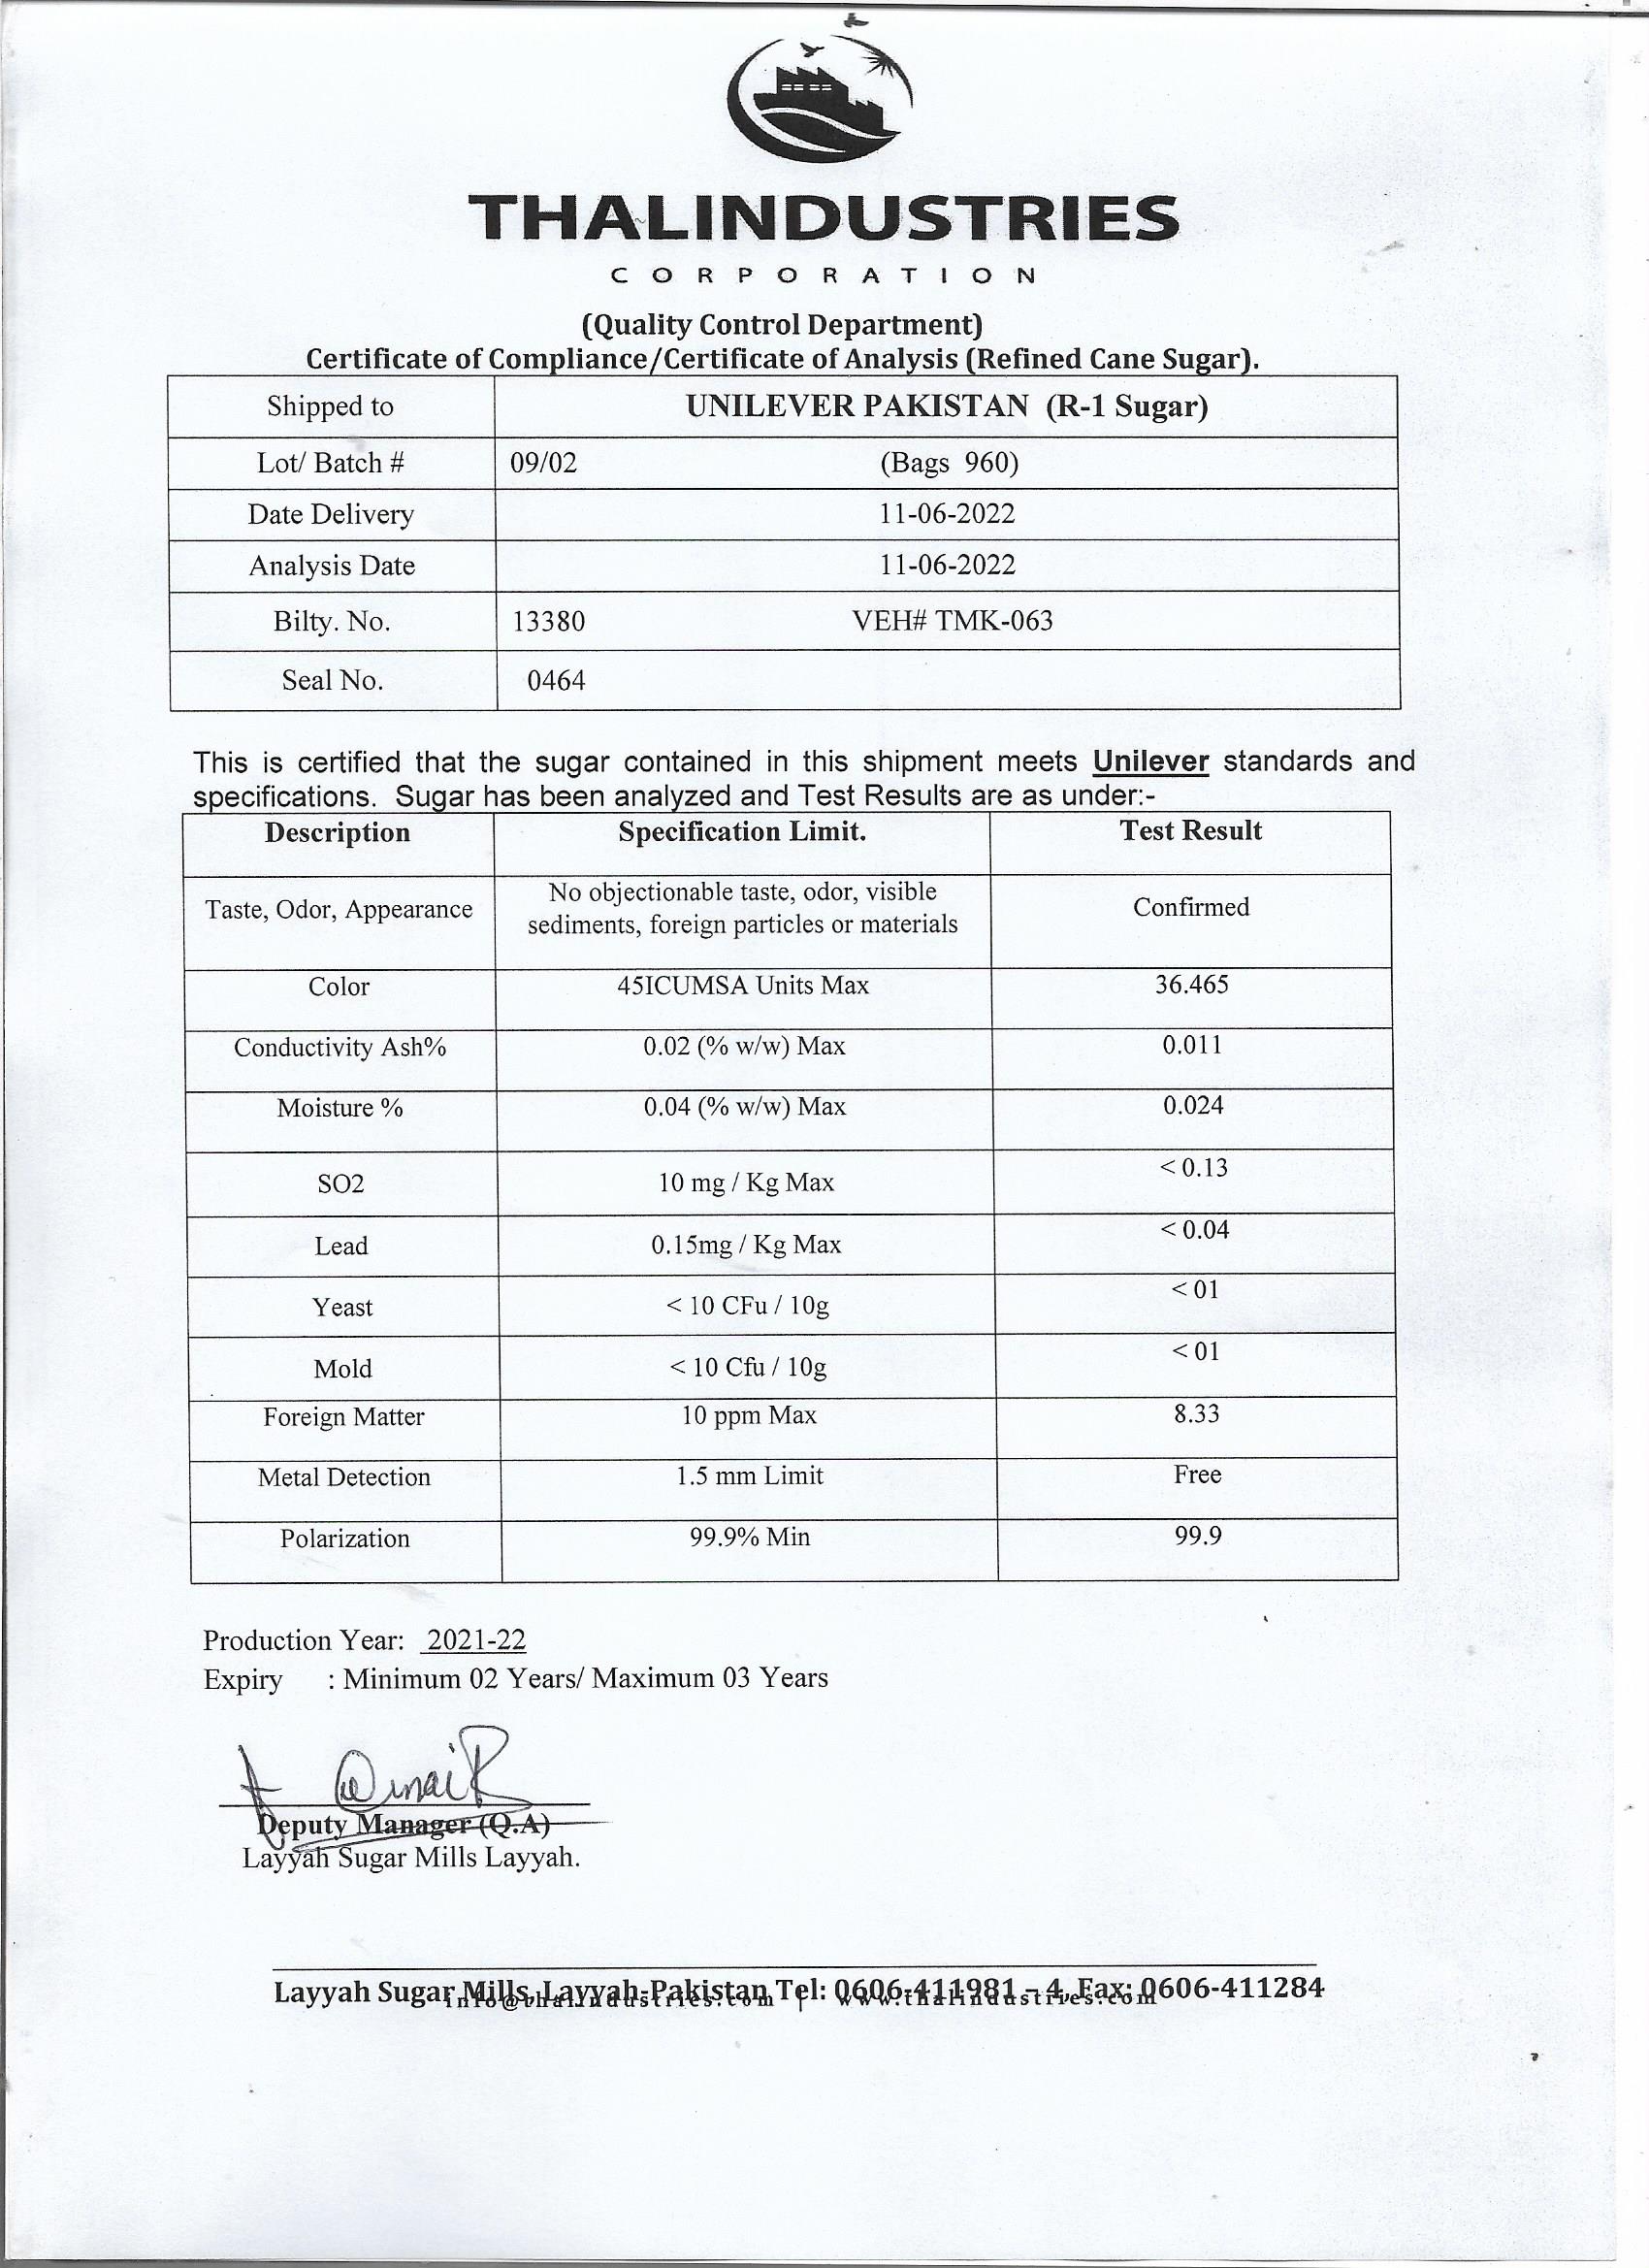 THALINDUSTRIES
CORPORATION
(Quality Control Department)
Certificate of Compliance/Certificate of Analysis (Refined Cane Sugar).
Shipped to UNILEVER PAKISTAN (R-1 Sugar)
Lot/ Batch # 09/02 (Bags 960)
Date Delivery 11-06-2022
Analysis Date 11-06-2022
Bilty. No. 13380 VEH# TMK-063
Seal No. 0464
This is certified that the sugar contained in this shipment meets Unilever standards and
specifications. Sugar has been analyzed and Test Results are as under:-
Description Specification Limit. Test Result
Taste, Odor, Appearance No objectionable taste, odor, visible
sediments, foreign particles or materials Confirmed
Color 45ICUMSA Units Max 36.465
Conductivity Ash% 0.02 (% w/w) Max 0.011
Moisture % 0.04 (% w/w) Max 0.024
SO2 10 mg / Kg Max < 0.13
Lead 0.15mg / Kg Max < 0.04
Yeast < 10 CFu / 10g < 01
Mold < 10 Cfu / 10g < 01
Foreign Matter 10 ppm Max 8.33
Metal Detection 1.5 mm Limit Free
Polarization 99.9% Min 99.9
Production Year: 2021-22
Expiry : Minimum 02 Years/ Maximum 03 Years
Deputy Manager (Q.A)
Layyah Sugar Mills Layyah.
Layyah Sugar Mills, Layyah-Pakistan Tel: 0606-411981 – 4, Fax: 0606-411284
info@thalindustries.com | www.thalindustries.com